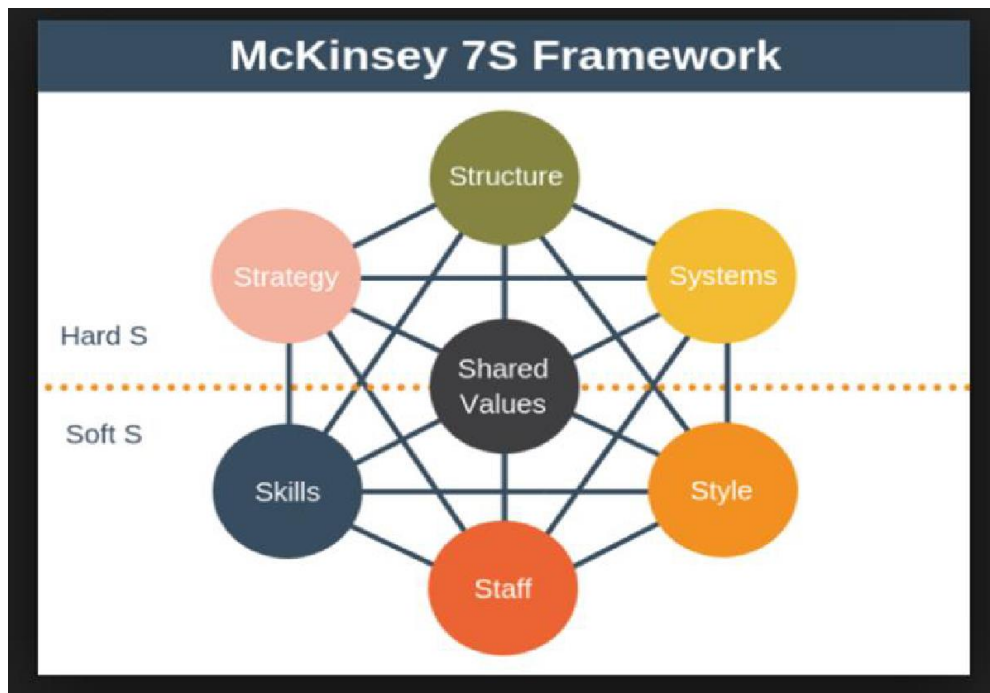 McKinsey 7S Framework
Structure
Strategy
Systems
Hard S
Shared
Values
Soft S
Skills
Style
Staff